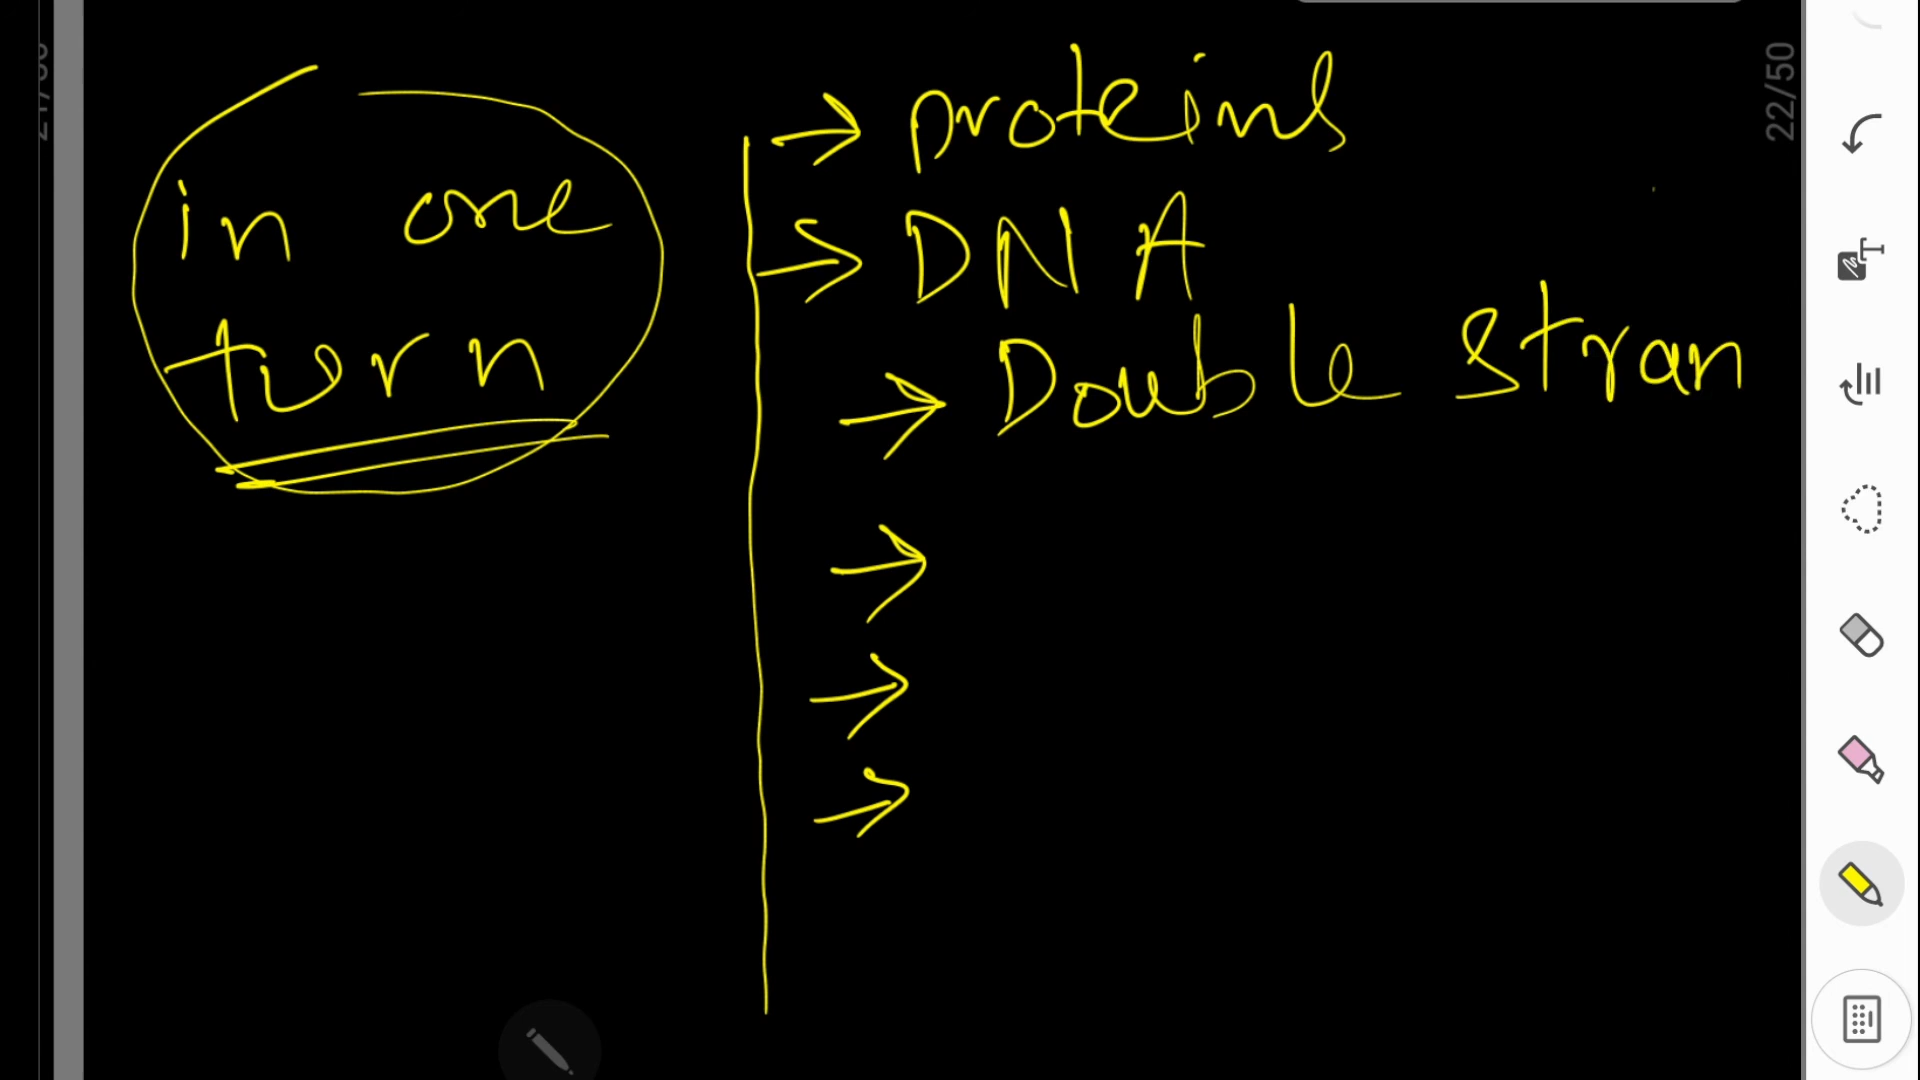 in one
turn
→ proteins
→ DNA
→ Double Stran
→
→
→
22/50